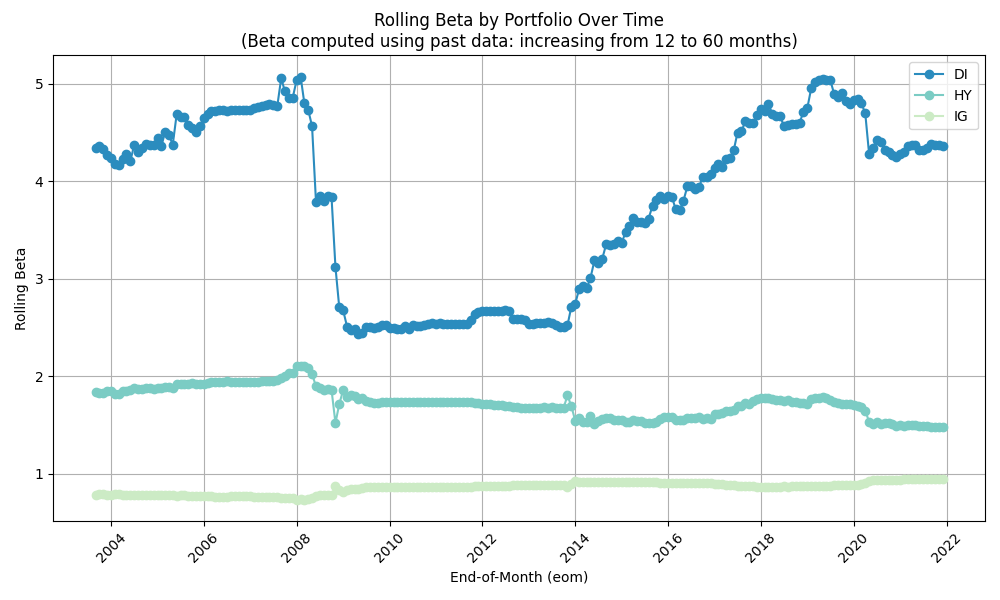 Rolling Beta by Portfolio Over Time
(Beta computed using past data: increasing from 12 to 60 months)
DI
HY
IG
Rolling Beta
5
4
3
2
1
2004
2006
2008
2010
2012
2014
2016
2018
2020
2022
End-of-Month (eom)